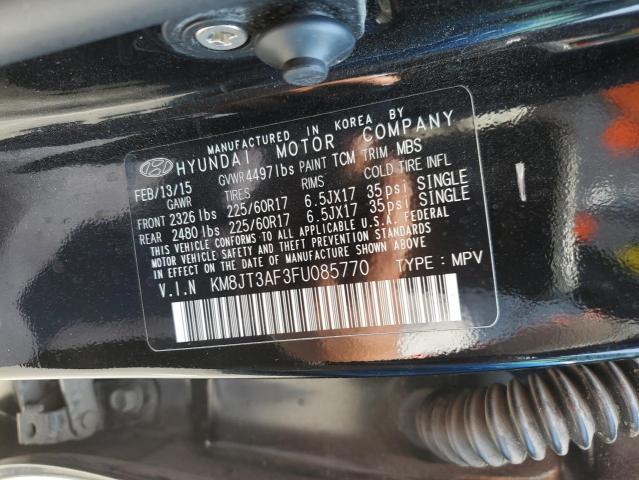 MANUFACTURED IN KOREA BY
HYUNDAI MOTOR COMPANY
FEB/13/15 GVWR 4497 lbs PAINT TCM TRIM MBS
GAWR TIRES RIMS COLD TIRE INFL
FRONT 2326 lbs 225/60R17 6.5JX17 35psi SINGLE
REAR 2480 lbs 225/60R17 6.5JX17 35psi SINGLE
THIS VEHICLE CONFORMS TO ALL APPLICABLE U.S.A. FEDERAL
MOTOR VEHICLE SAFETY AND THEFT PREVENTION STANDARDS
IN EFFECT ON THE DATE OF MANUFACTURE SHOWN ABOVE.
V.I.N KM8JT3AF3FU085770 TYPE : MPV